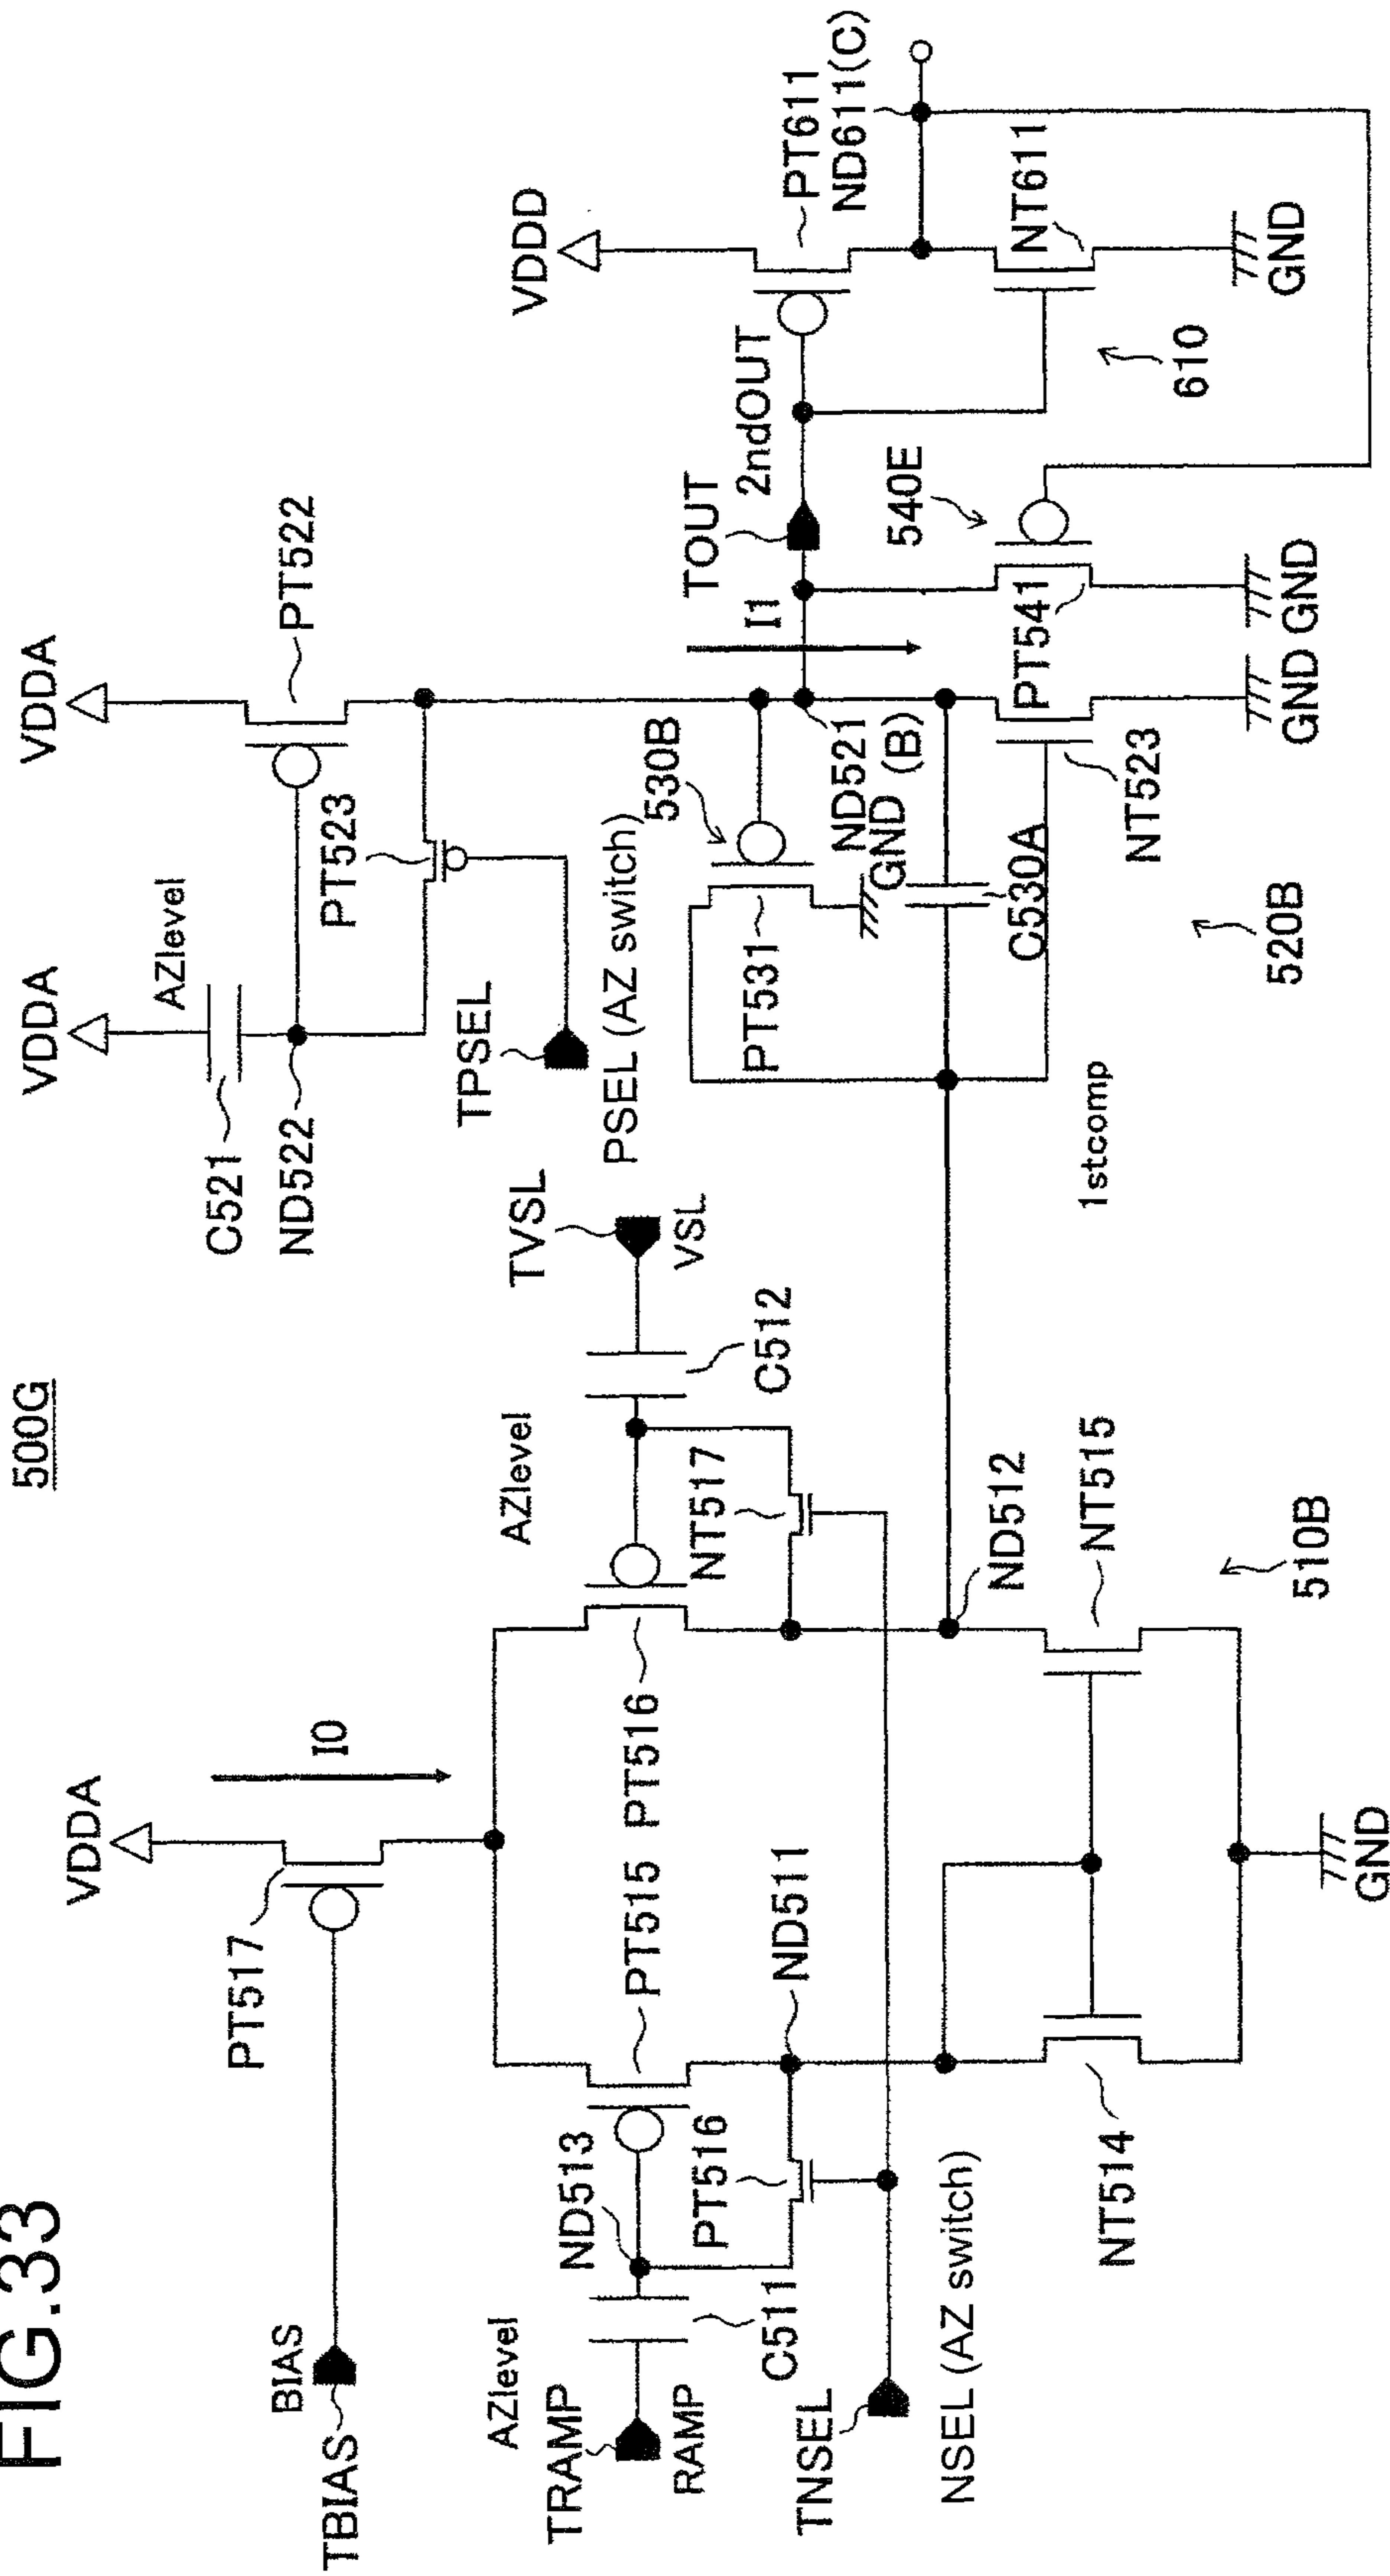 FIG.33
500G
VDDA
VDDA
VDDA
PT517
I0
BIAS
TBIAS
C521
AZlevel
ND522
PT522
PT523
TPSEL
PSEL (AZ switch)
VDDD
AZlevel
TRAMP
RAMP
ND513
C511
PT515
PT516
PT516
ND511
AZlevel
NT517
TVSL
VSL
C512
TNSEL
NSEL (AZ switch)
NT514
ND512
NT515
510B
GND
1stcomp
530B
PT531
GND
ND521
(B)
C530A
NT523
520B
GND
I1
TOUT
2ndOUT
540E
PT541
GND
PT611
ND611(C)
NT611
610
GND